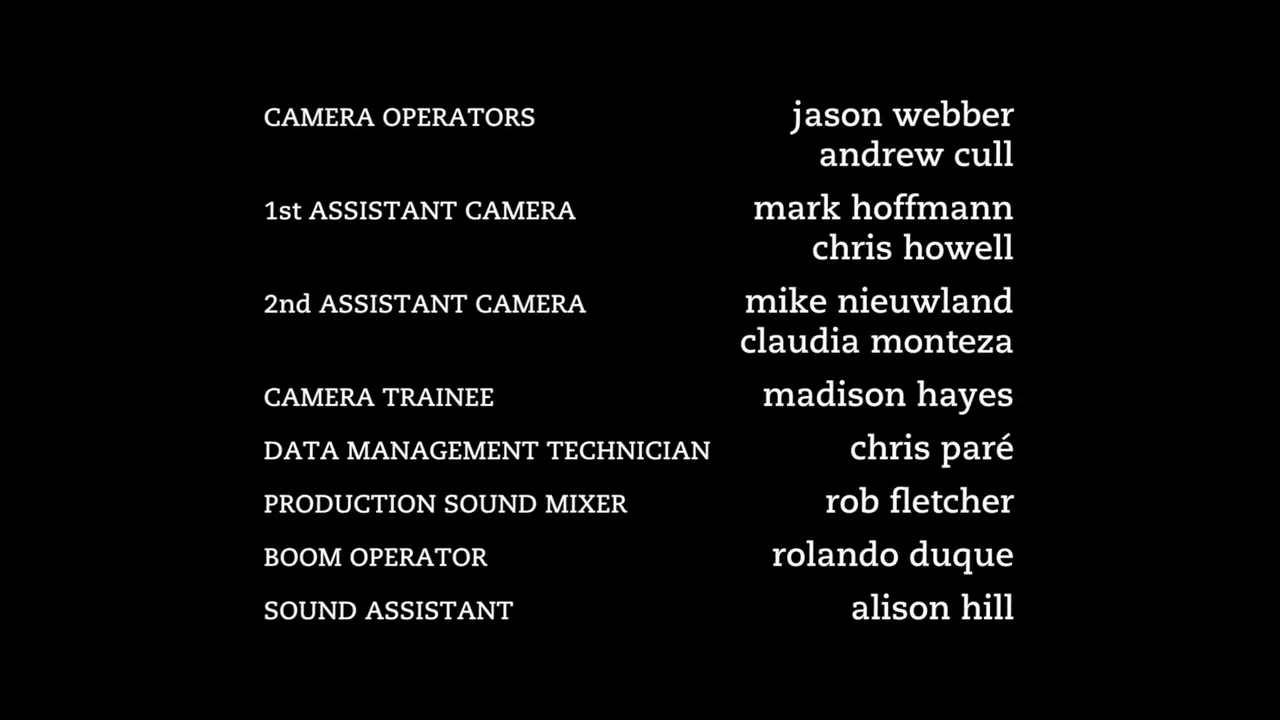 CAMERA OPERATORS jason webber
andrew cull
1st ASSISTANT CAMERA mark hoffmann
chris howell
2nd ASSISTANT CAMERA mike nieuwland
claudia monteza
CAMERA TRAINEE madison hayes
DATA MANAGEMENT TECHNICIAN chris paré
PRODUCTION SOUND MIXER rob fletcher
BOOM OPERATOR rolando duque
SOUND ASSISTANT alison hill